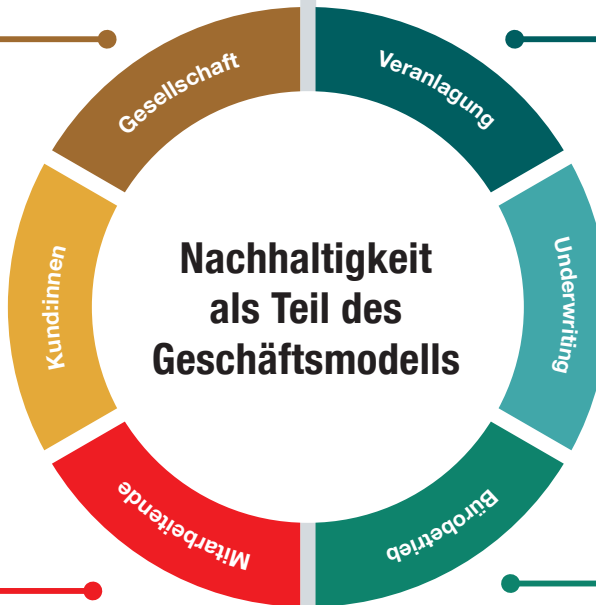 Gesellschaft
Veranlagung
Kund:innen
Nachhaltigkeit
als Teil des
Geschäftsmodells
Underwriting
Mitarbeitende
Bürobetrieb